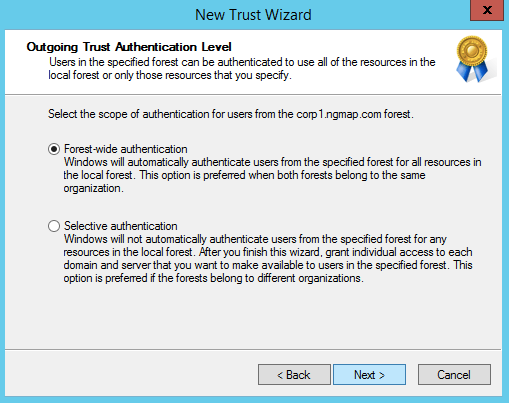 New Trust Wizard
x
Outgoing Trust Authentication Level
Users in the specified forest can be authenticated to use all of the resources in the
local forest or only those resources that you specify.
Select the scope of authentication for users from the corp1.ngmap.com forest.
Forest-wide authentication
Windows will automatically authenticate users from the specified forest for all resources in
the local forest. This option is preferred when both forests belong to the same
organization.
Selective authentication
Windows will not automatically authenticate users from the specified forest for any
resources in the local forest. After you finish this wizard, grant individual access to each
domain and server that you want to make available to users in the specified forest. This
option is preferred if the forests belong to different organizations.
< Back
Next >
Cancel